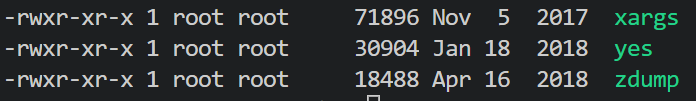 -rwxr-xr-x 1 root root     71896 Nov  5  2017 xargs
-rwxr-xr-x 1 root root     30904 Jan 18  2018 yes
-rwxr-xr-x 1 root root     18488 Apr 16  2018 zdump